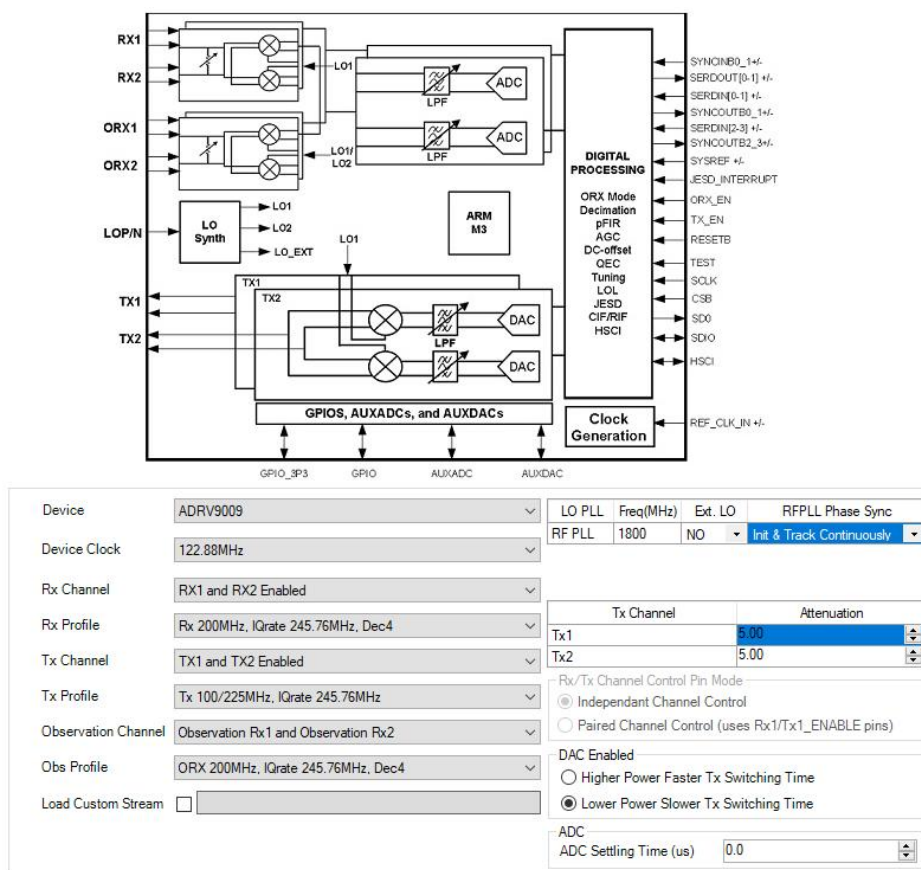 RX1
RX2
LO1
ORX1
ORX2
LO1/
LO2
LPF
ADC
LPF
ADC
LOP/N
LO
Synth
LO1
LO2
LO_EXT
ARM
M3
LO1
TX1
TX2
TX1
TX2
LPF
DAC
DAC
DIGITAL
PROCESSING
ORX Mode
Decimation
pFIR
AGC
DC-offset
QEC
Tuning
LOL
JESD
CIF/RIF
HSCI
SYNCINB0_1+/-
SERDOUT[0-1] +/-
SERDIN[0-1] +/-
SYNCOUTB0_1+/-
SERDIN[2-3] +/-
SYNCOUTB2_3+/-
SYSREF +/-
JESD_INTERRUPT
ORX_EN
TX_EN
RESETB
TEST
SCLK
CSB
SD0
SDIO
HSCI
GPIOS, AUXADCs, and AUXDACs
Clock
Generation
REF_CLK_IN +/-
GPIO_3P3 GPIO AUXADC AUXDAC
Device ADRV9009
Device Clock 122.88MHz
Rx Channel RX1 and RX2 Enabled
Rx Profile Rx 200MHz, IQrate 245.76MHz, Dec4
Tx Channel TX1 and TX2 Enabled
Tx Profile Tx 100/225MHz, IQrate 245.76MHz
Observation Channel Observation Rx1 and Observation Rx2
Obs Profile ORX 200MHz, IQrate 245.76MHz, Dec4
Load Custom Stream
LO PLL Freq(MHz) Ext. LO RFPLL Phase Sync
RF PLL 1800 NO Init & Track Continuously
Tx Channel Attenuation
Tx1 5.00
Tx2 5.00
Rx/Tx Channel Control Pin Mode
Independant Channel Control
Paired Channel Control (uses Rx1/Tx1_ENABLE pins)
DAC Enabled
Higher Power Faster Tx Switching Time
Lower Power Slower Tx Switching Time
ADC
ADC Settling Time (us) 0.0